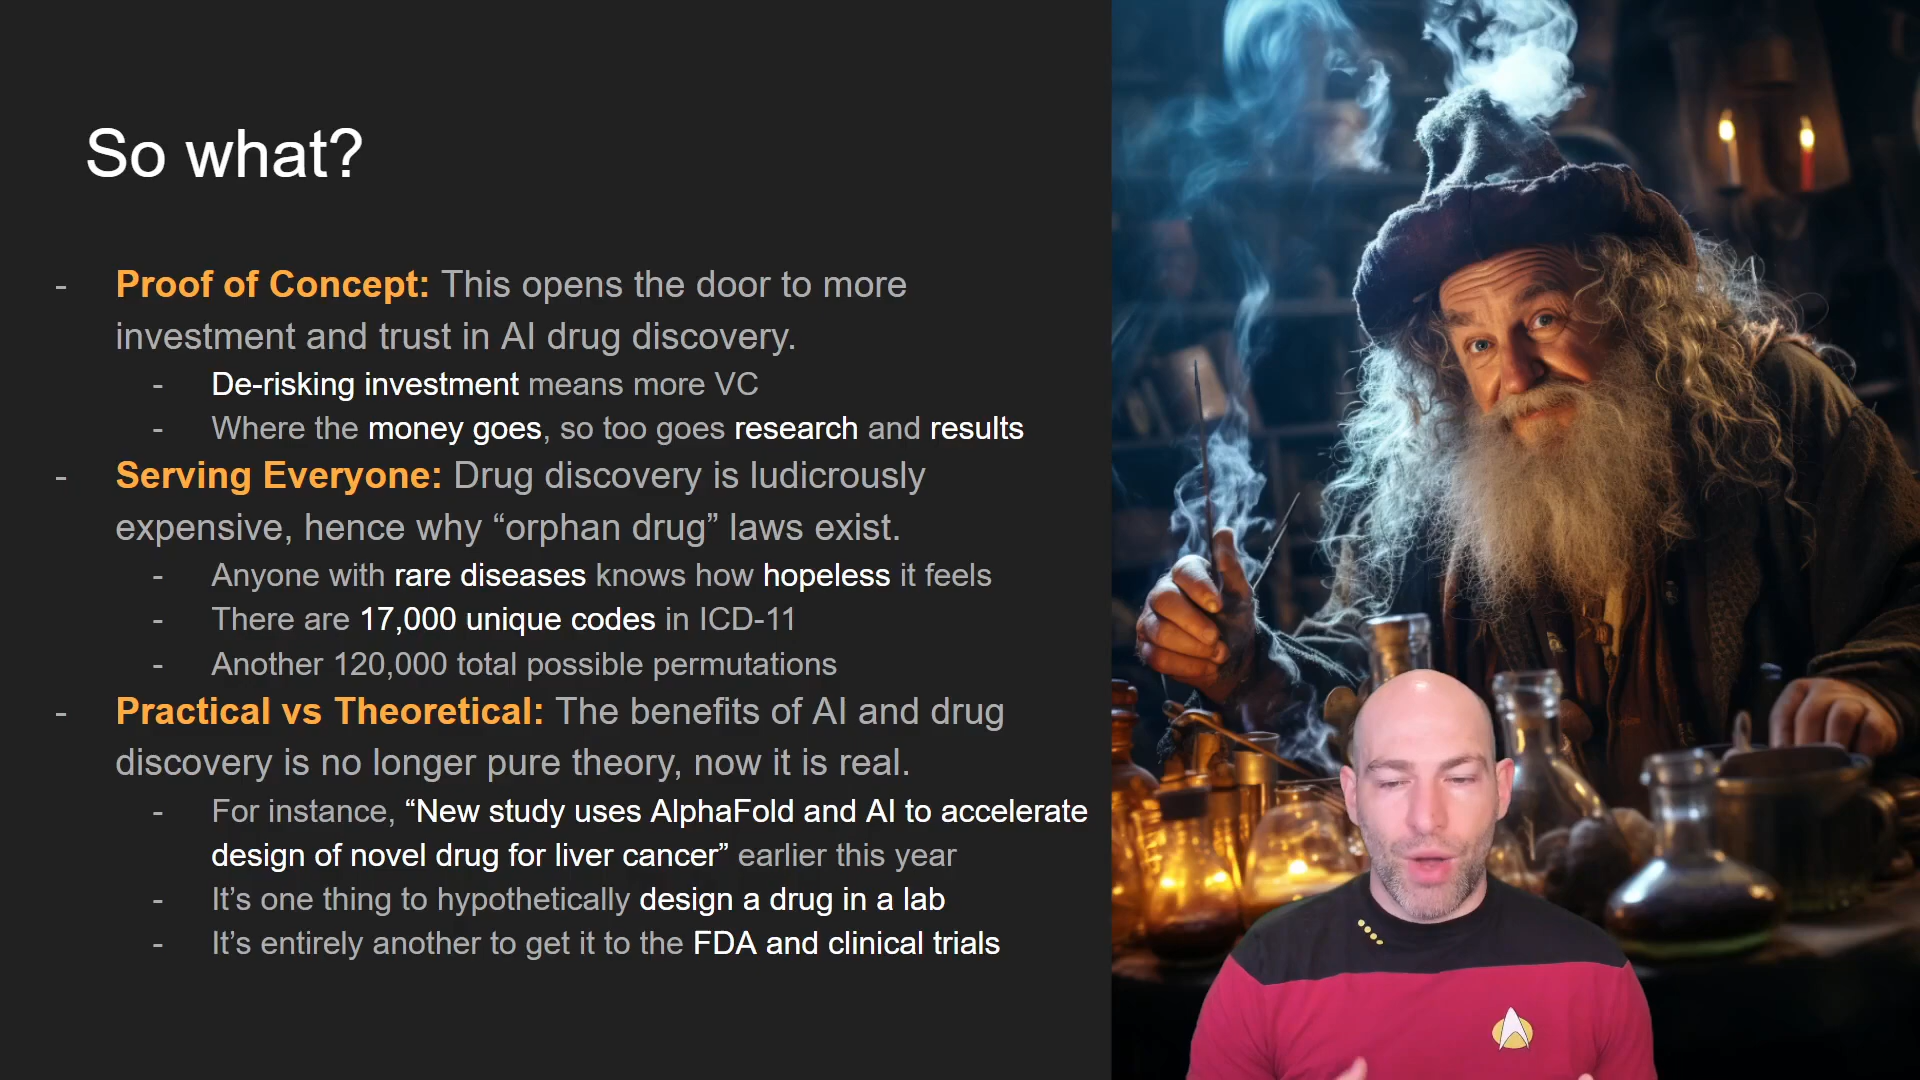 So what?
- Proof of Concept: This opens the door to more
investment and trust in AI drug discovery.
- De-risking investment means more VC
- Where the money goes, so too goes research and results
- Serving Everyone: Drug discovery is ludicrously
expensive, hence why “orphan drug” laws exist.
- Anyone with rare diseases knows how hopeless it feels
- There are 17,000 unique codes in ICD-11
- Another 120,000 total possible permutations
- Practical vs Theoretical: The benefits of AI and drug
discovery is no longer pure theory, now it is real.
- For instance, “New study uses AlphaFold and AI to accelerate
design of novel drug for liver cancer” earlier this year
- It’s one thing to hypothetically design a drug in a lab
- It’s entirely another to get it to the FDA and clinical trials